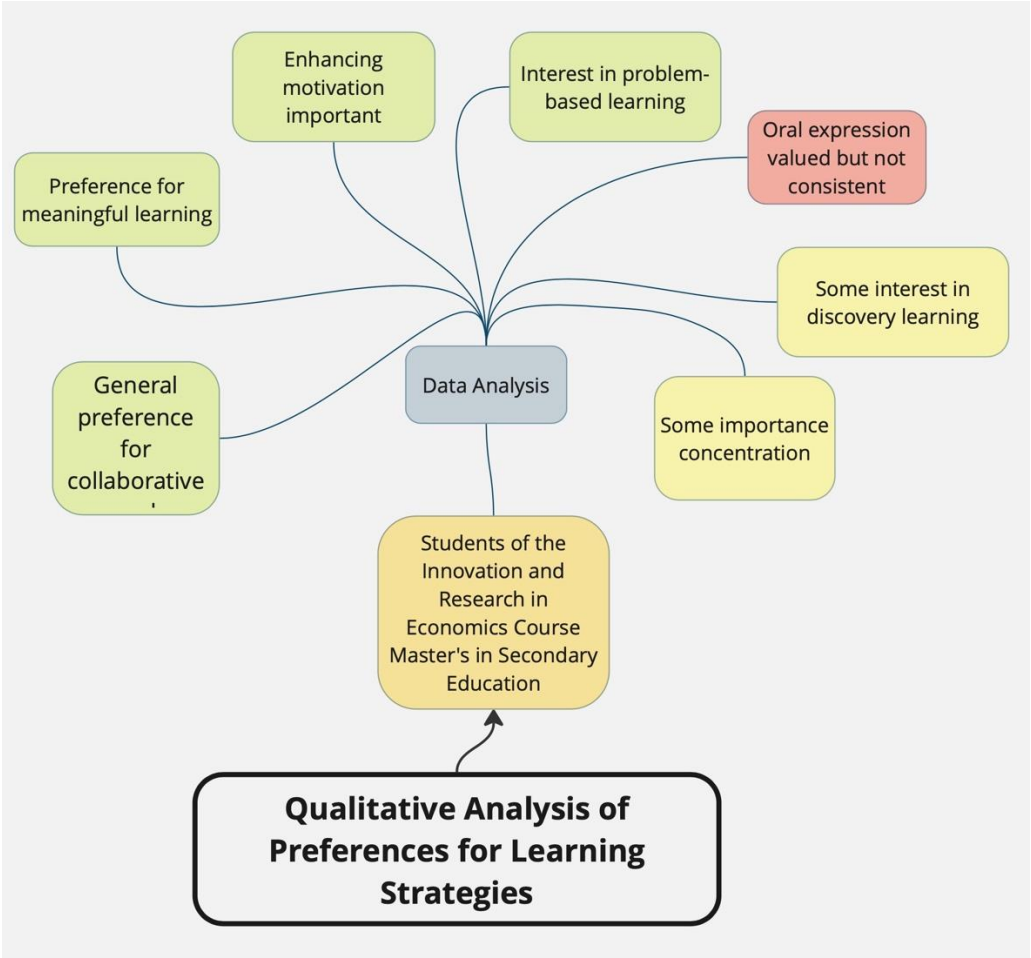 Enhancing
motivation
important
Interest in problem-
based learning
Oral expression
valued but not
consistent
Preference for
meaningful learning
Some interest in
discovery learning
General
preference
for
collaborative
Data Analysis
Some importance
concentration
Students of the
Innovation and
Research in
Economics Course
Master's in Secondary
Education
Qualitative Analysis of
Preferences for Learning
Strategies